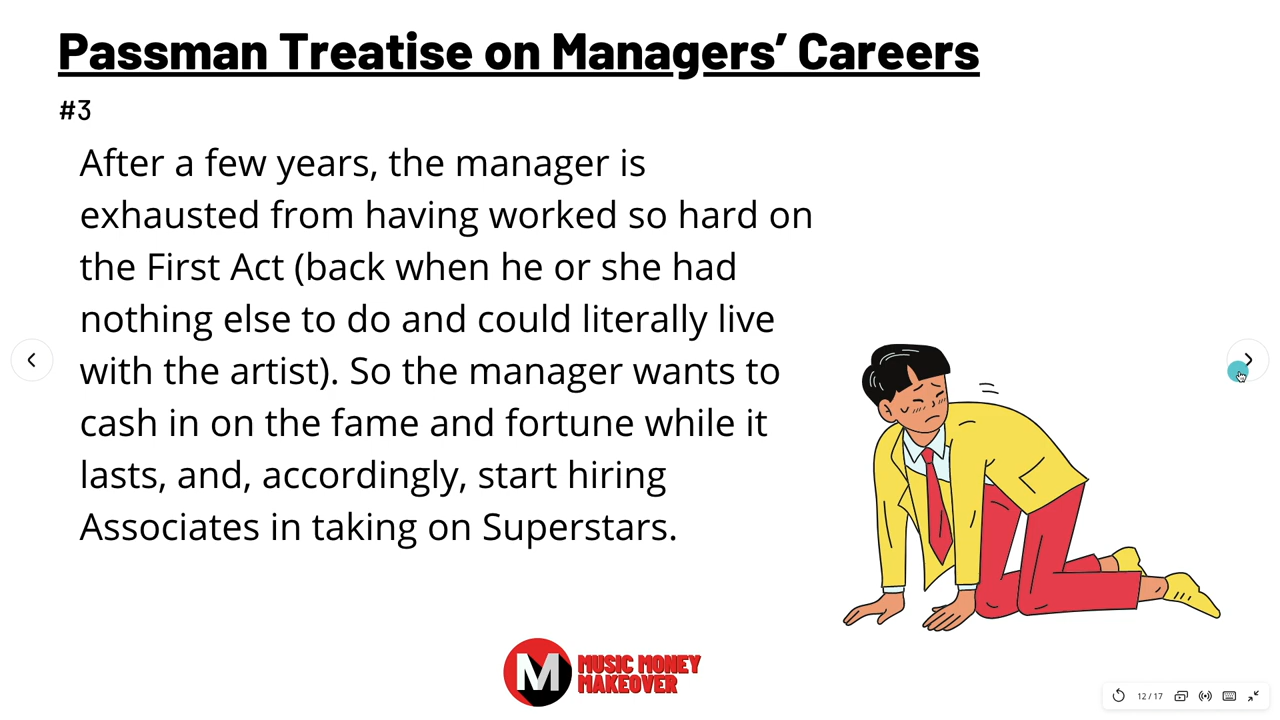 Passman Treatise on Managers’ Careers
#3
After a few years, the manager is
exhausted from having worked so hard on
the First Act (back when he or she had
nothing else to do and could literally live
with the artist). So the manager wants to
cash in on the fame and fortune while it
lasts, and, accordingly, start hiring
Associates in taking on Superstars.
M
MUSIC MONEY
MAKEOVER
12 / 17